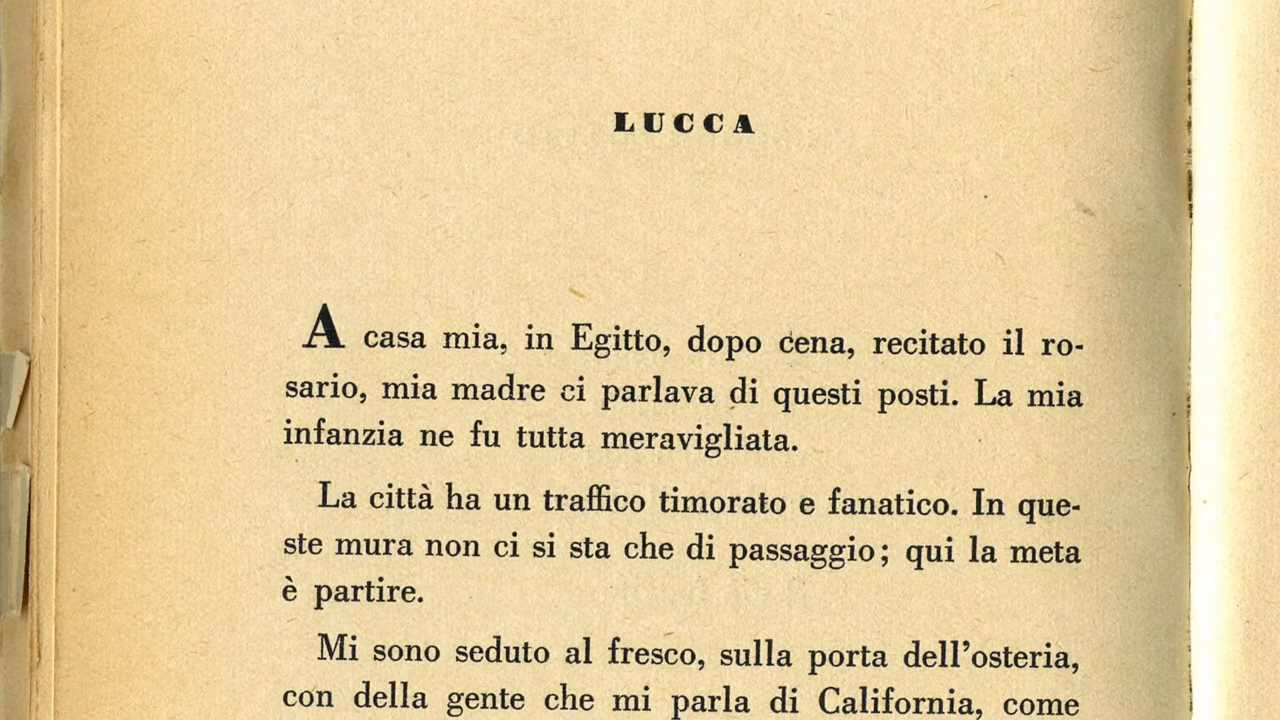 LUCCA
A casa mia, in Egitto, dopo cena, recitato il ro-
sario, mia madre ci parlava di questi posti. La mia
infanzia ne fu tutta meravigliata.
La città ha un traffico timorato e fanatico. In que-
ste mura non ci si sta che di passaggio; qui la meta
è partire.
Mi sono seduto al fresco, sulla porta dell'osteria,
con della gente che mi parla di California, come